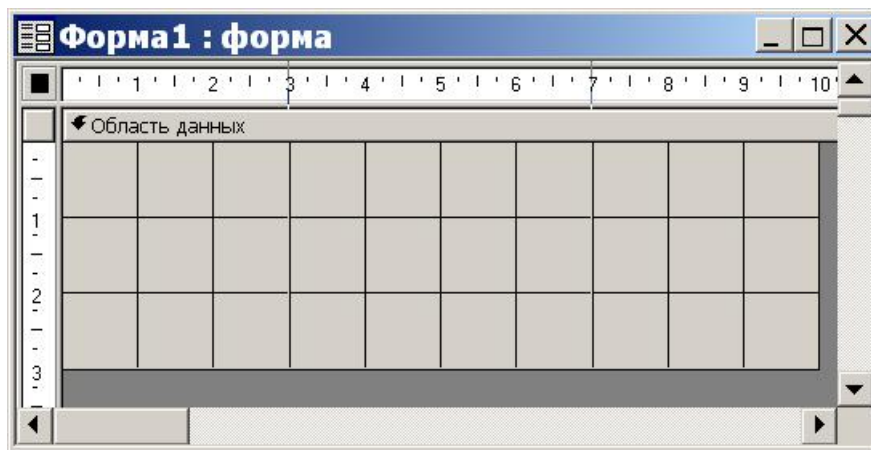 Форма1 : форма
1 2 3 4 5 6 7 8 9 10
Область данных
1
2
3